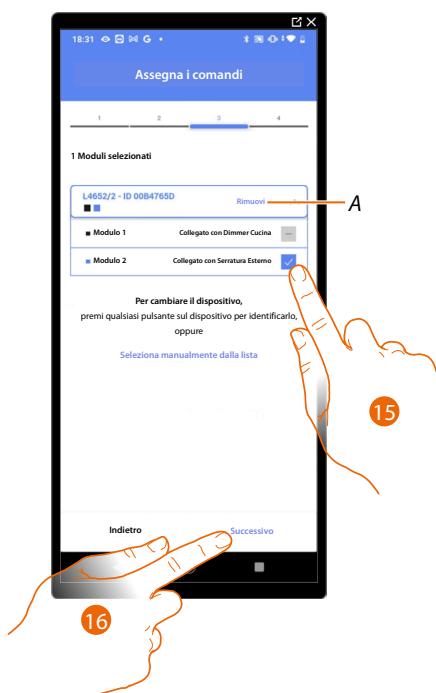 18:31 G
Assegna i comandi
1 2 3 4
1 Moduli selezionati
L4652/2 - ID 00B4765D
Rimuovi
A
Modulo 1 Collegato con Dimmer Cucina
Modulo 2 Collegato con Serratura Esterno
Per cambiare il dispositivo,
premi qualsiasi pulsante sul dispositivo per identificarlo,
oppure
Seleziona manualmente dalla lista
15
Indietro Successivo
16